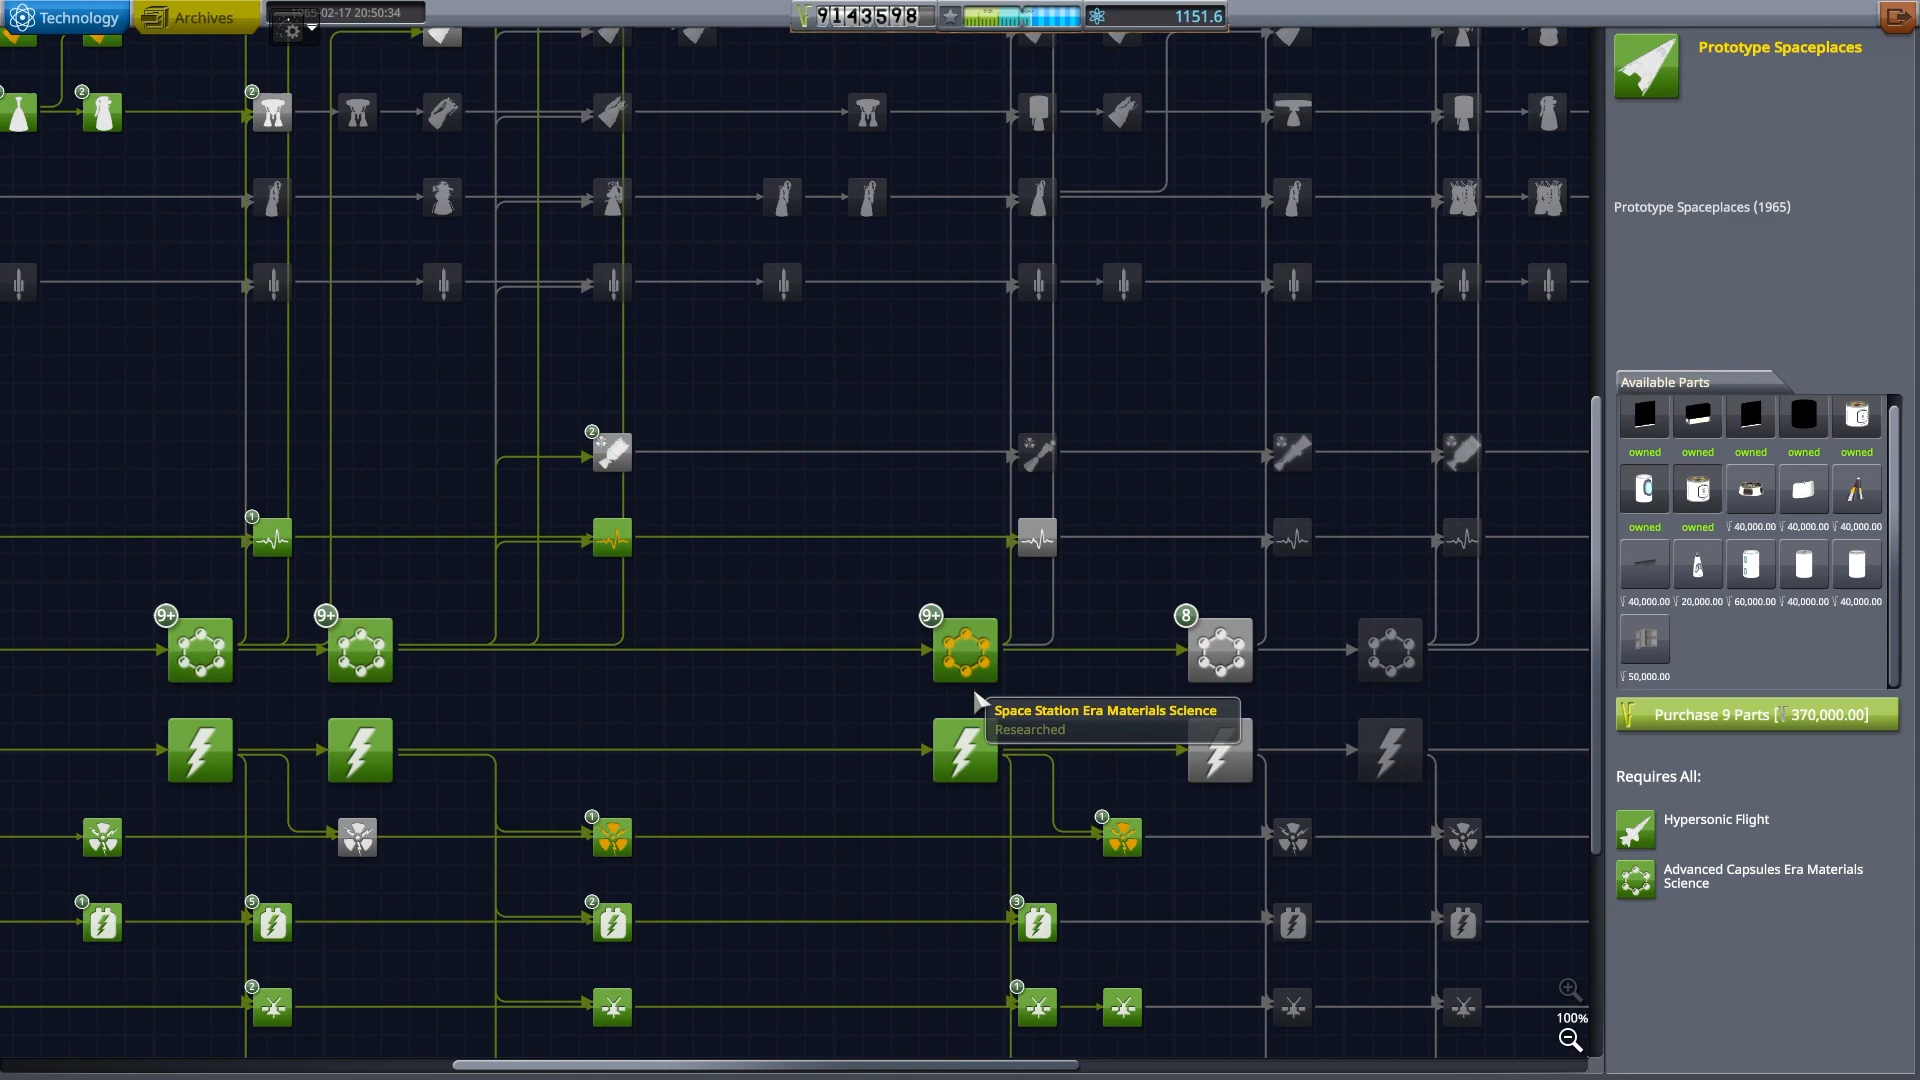 Technology
Archives
1965-02-17 20:50:34
9143598
1151.6
Prototype Spaceplaces
Prototype Spaceplaces (1965)
2
2
2
1
9+
9+
9+
8
Space Station Era Materials Science
Researched
1
1
1
5
2
3
2
1
100%
Available Parts
owned owned owned owned owned
owned owned 40,000.00 40,000.00 40,000.00
40,000.00 20,000.00 60,000.00 40,000.00 40,000.00
50,000.00
Purchase 9 Parts [ 370,000.00]
Requires All:
Hypersonic Flight
Advanced Capsules Era Materials
Science